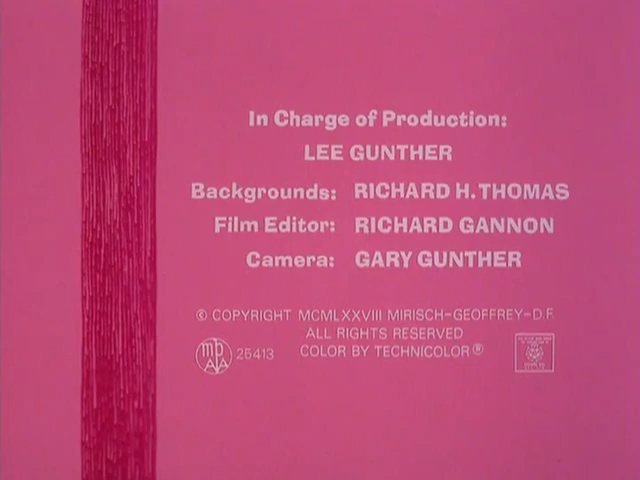 In Charge of Production:
LEE GUNTHER
Backgrounds: RICHARD H. THOMAS
Film Editor: RICHARD GANNON
Camera: GARY GUNTHER
© COPYRIGHT MCMLXXVIII MIRISCH-GEOFFREY-D.F.
ALL RIGHTS RESERVED
COLOR BY TECHNICOLOR®
25413